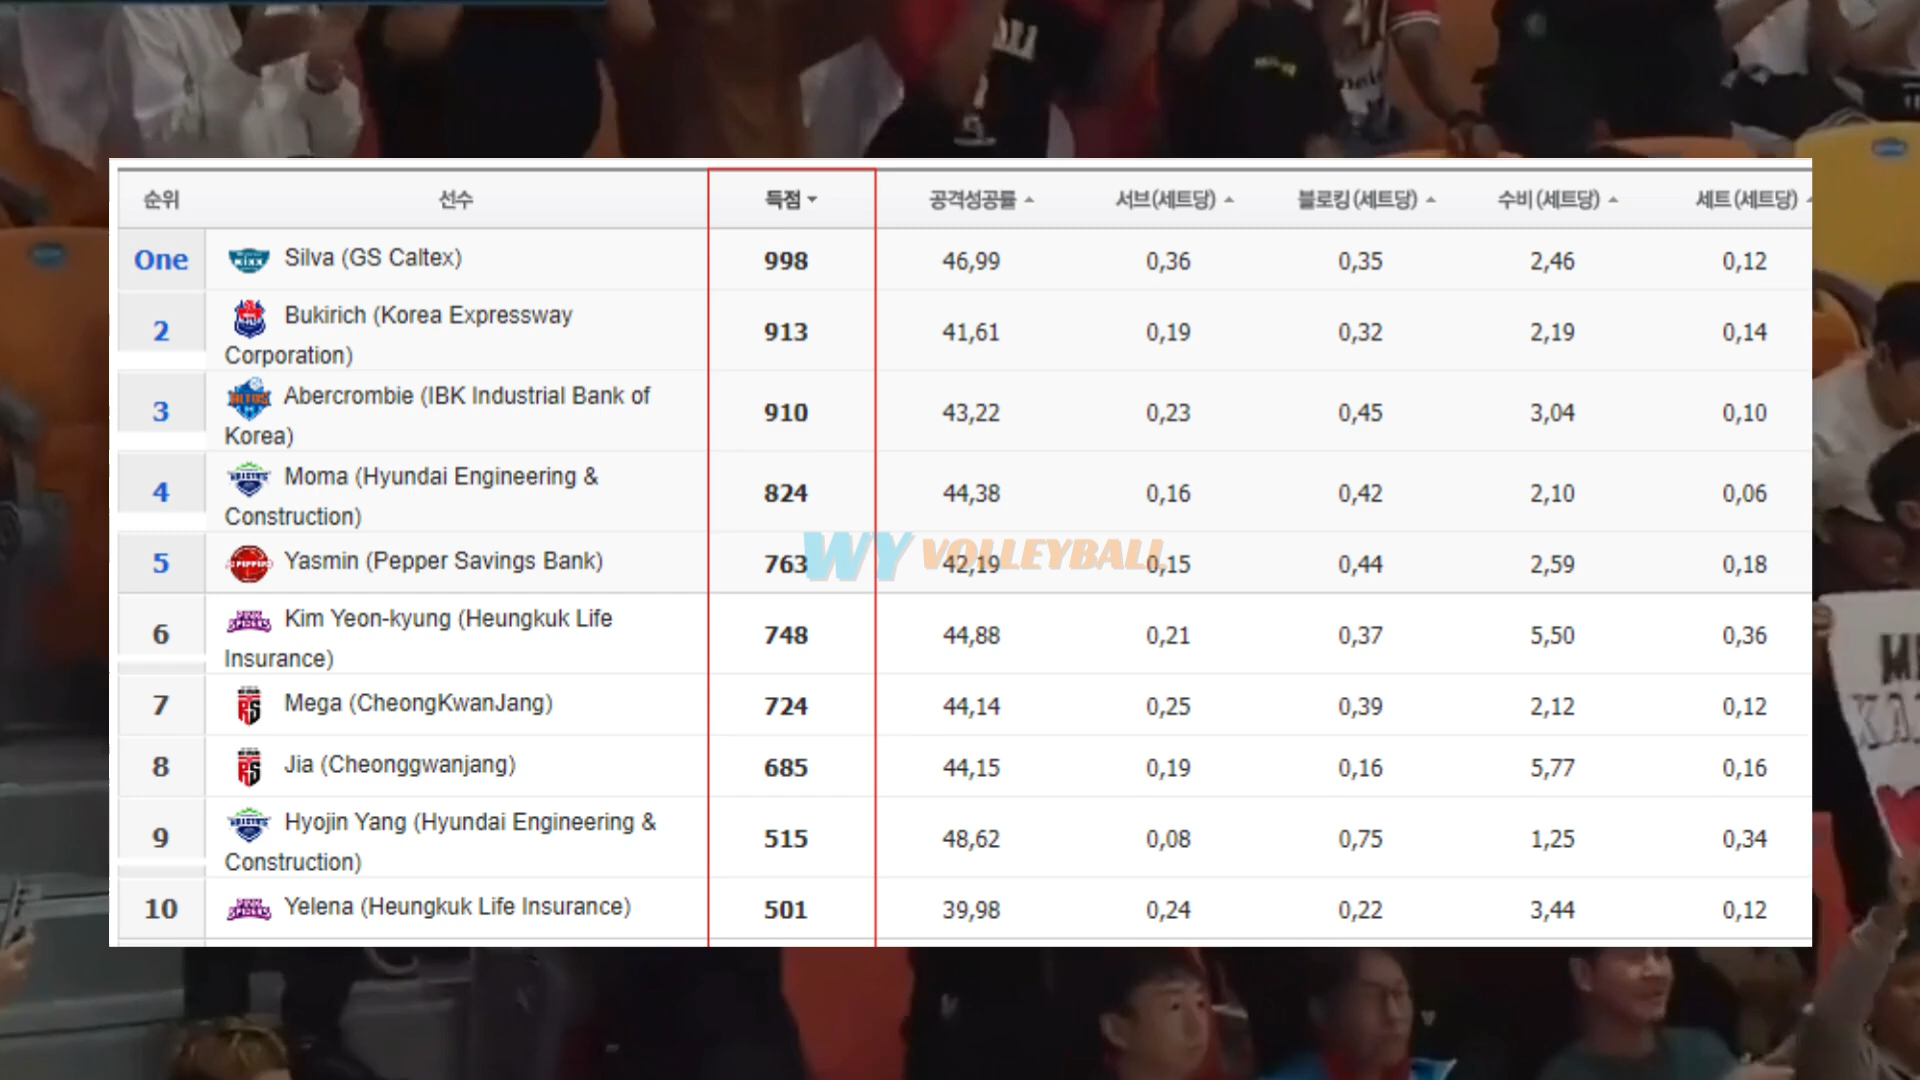 순위 선수 득점 공격성공률 서브(세트당) 블로킹(세트당) 수비(세트당) 세트(세트당)
One Silva (GS Caltex) 998 46,99 0,36 0,35 2,46 0,12
2 Bukirich (Korea Expressway Corporation) 913 41,61 0,19 0,32 2,19 0,14
3 Abercrombie (IBK Industrial Bank of Korea) 910 43,22 0,23 0,45 3,04 0,10
4 Moma (Hyundai Engineering & Construction) 824 44,38 0,16 0,42 2,10 0,06
5 Yasmin (Pepper Savings Bank) 763 42,19 0,15 0,44 2,59 0,18
WY VOLLEYBALL
6 Kim Yeon-kyung (Heungkuk Life Insurance) 748 44,88 0,21 0,37 5,50 0,36
7 Mega (CheongKwanJang) 724 44,14 0,25 0,39 2,12 0,12
8 Jia (Cheonggwanjang) 685 44,15 0,19 0,16 5,77 0,16
9 Hyojin Yang (Hyundai Engineering & Construction) 515 48,62 0,08 0,75 1,25 0,34
10 Yelena (Heungkuk Life Insurance) 501 39,98 0,24 0,22 3,44 0,12